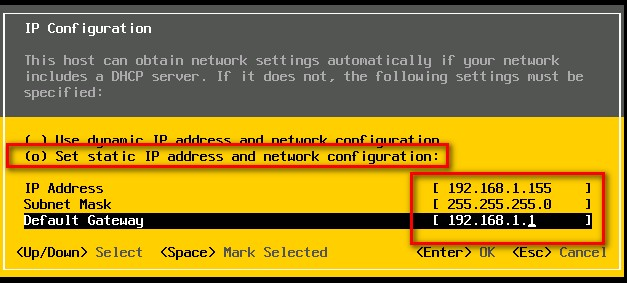 IP Configuration
This host can obtain network settings automatically if your network
includes a DHCP server. If it does not, the following settings must be
specified:
( ) Use dynamic IP address and network configuration
(o) Set static IP address and network configuration:
IP Address [ 192.168.1.155 ]
Subnet Mask [ 255.255.255.0 ]
Default Gateway [ 192.168.1.1 ]
<Up/Down> Select <Space> Mark Selected <Enter> OK <Esc> Cancel